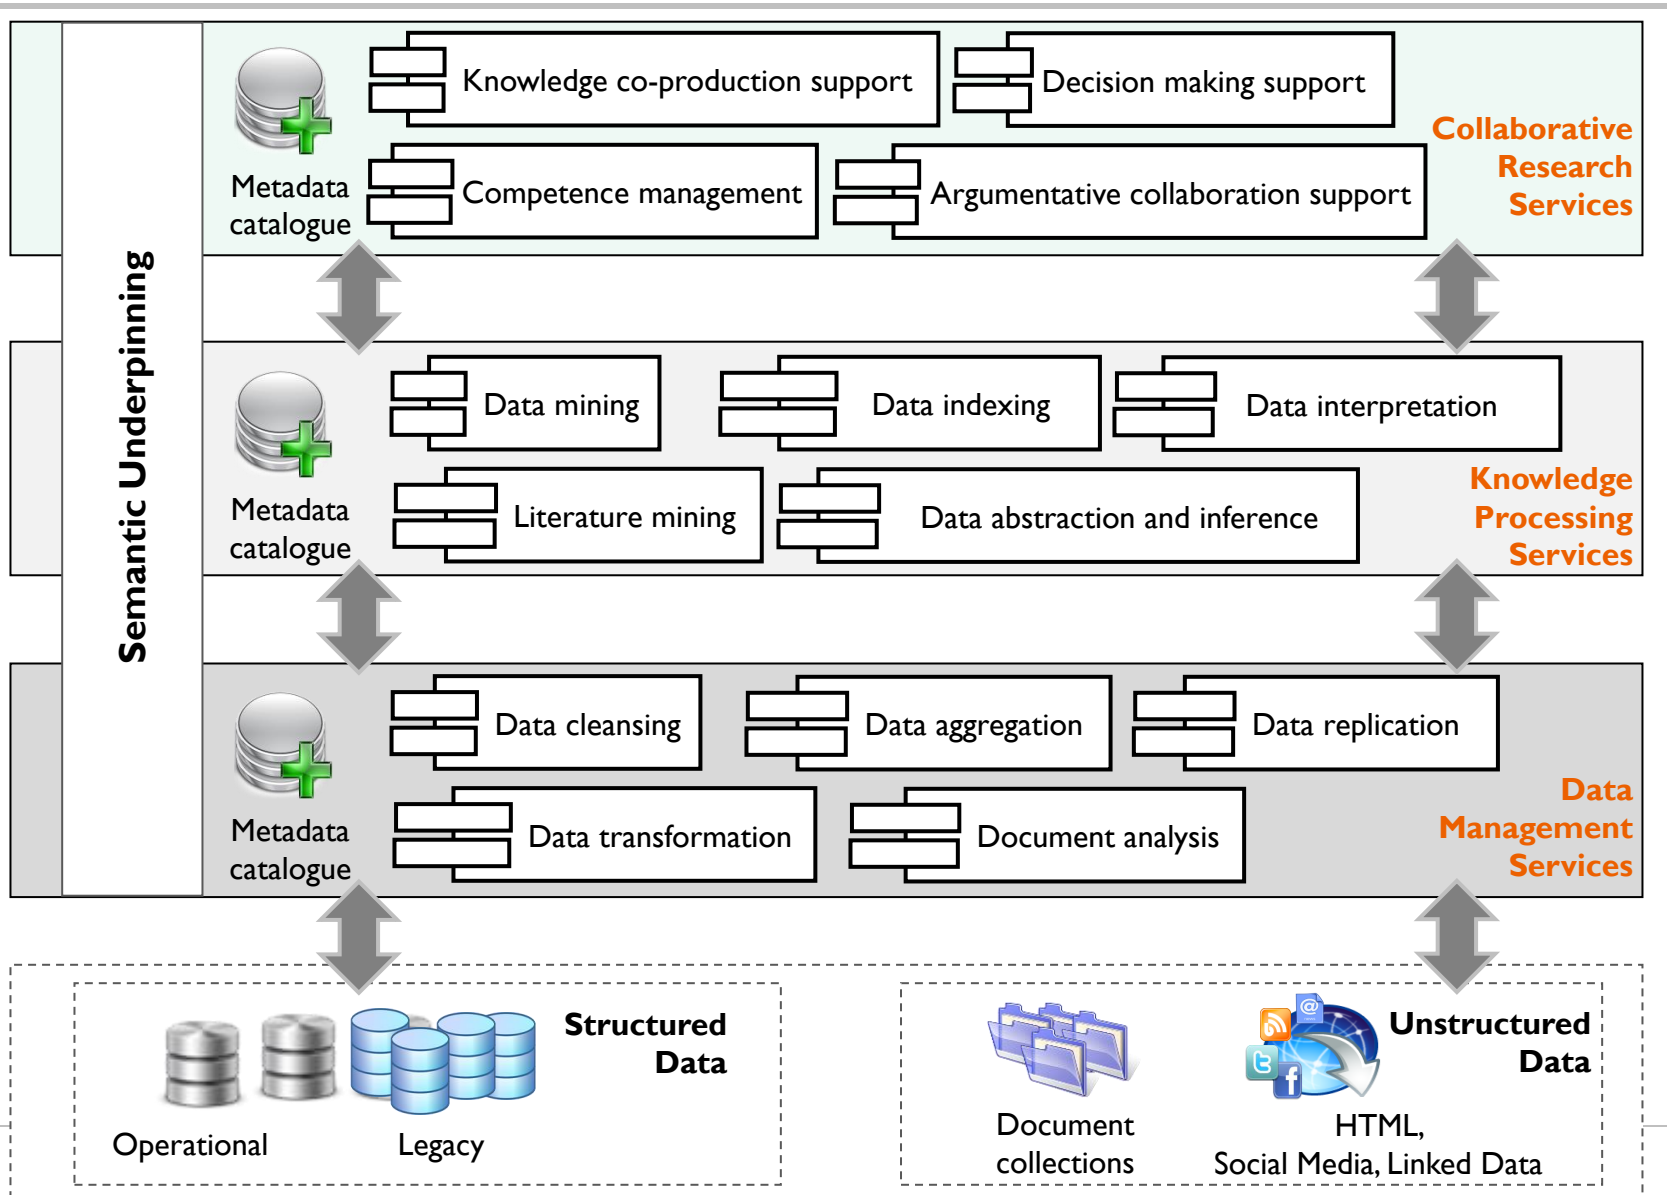 Semantic Underpinning
Metadata
catalogue
Knowledge co-production support
Decision making support
Competence management
Argumentative collaboration support
Collaborative
Research
Services
Metadata
catalogue
Data mining
Data indexing
Data interpretation
Literature mining
Data abstraction and inference
Knowledge
Processing
Services
Metadata
catalogue
Data cleansing
Data aggregation
Data replication
Data transformation
Document analysis
Data
Management
Services
Structured
Data
Operational
Legacy
Unstructured
Data
Document
collections
HTML,
Social Media, Linked Data